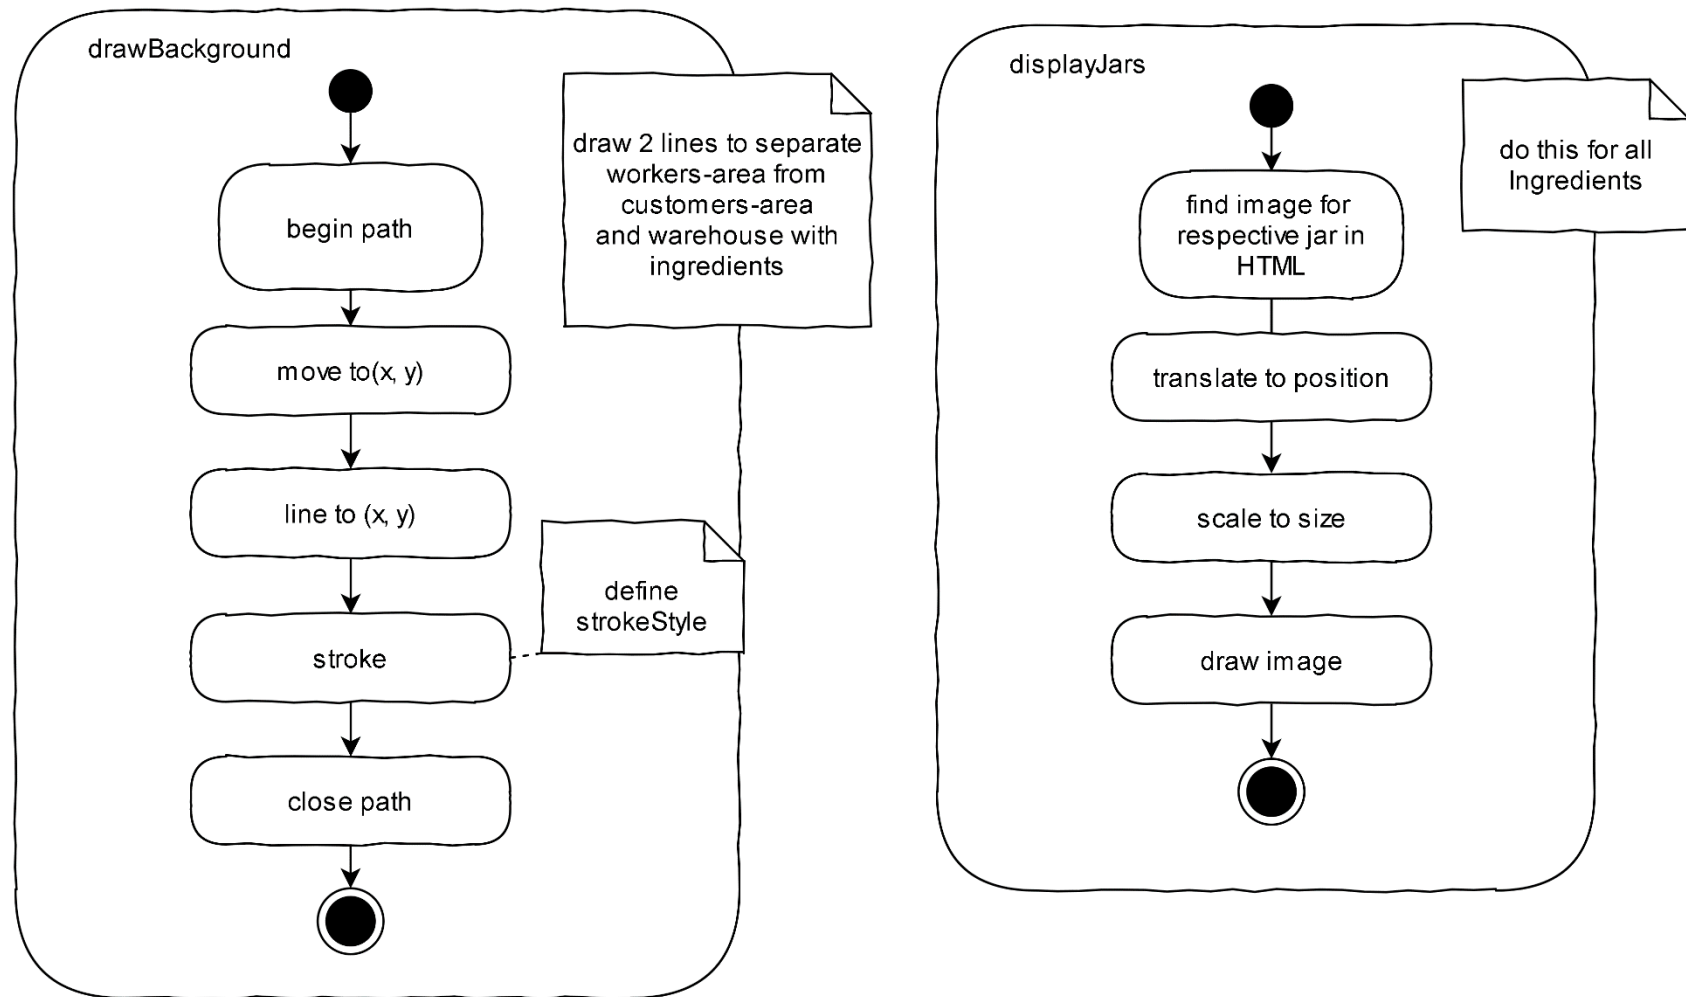 drawBackground
draw 2 lines to separate
workers-area from
customers-area
and warehouse with
ingredients
begin path
move to(x, y)
line to (x, y)
define
strokeStyle
stroke
close path
displayJars
do this for all
Ingredients
find image for
respective jar in
HTML
translate to position
scale to size
draw image